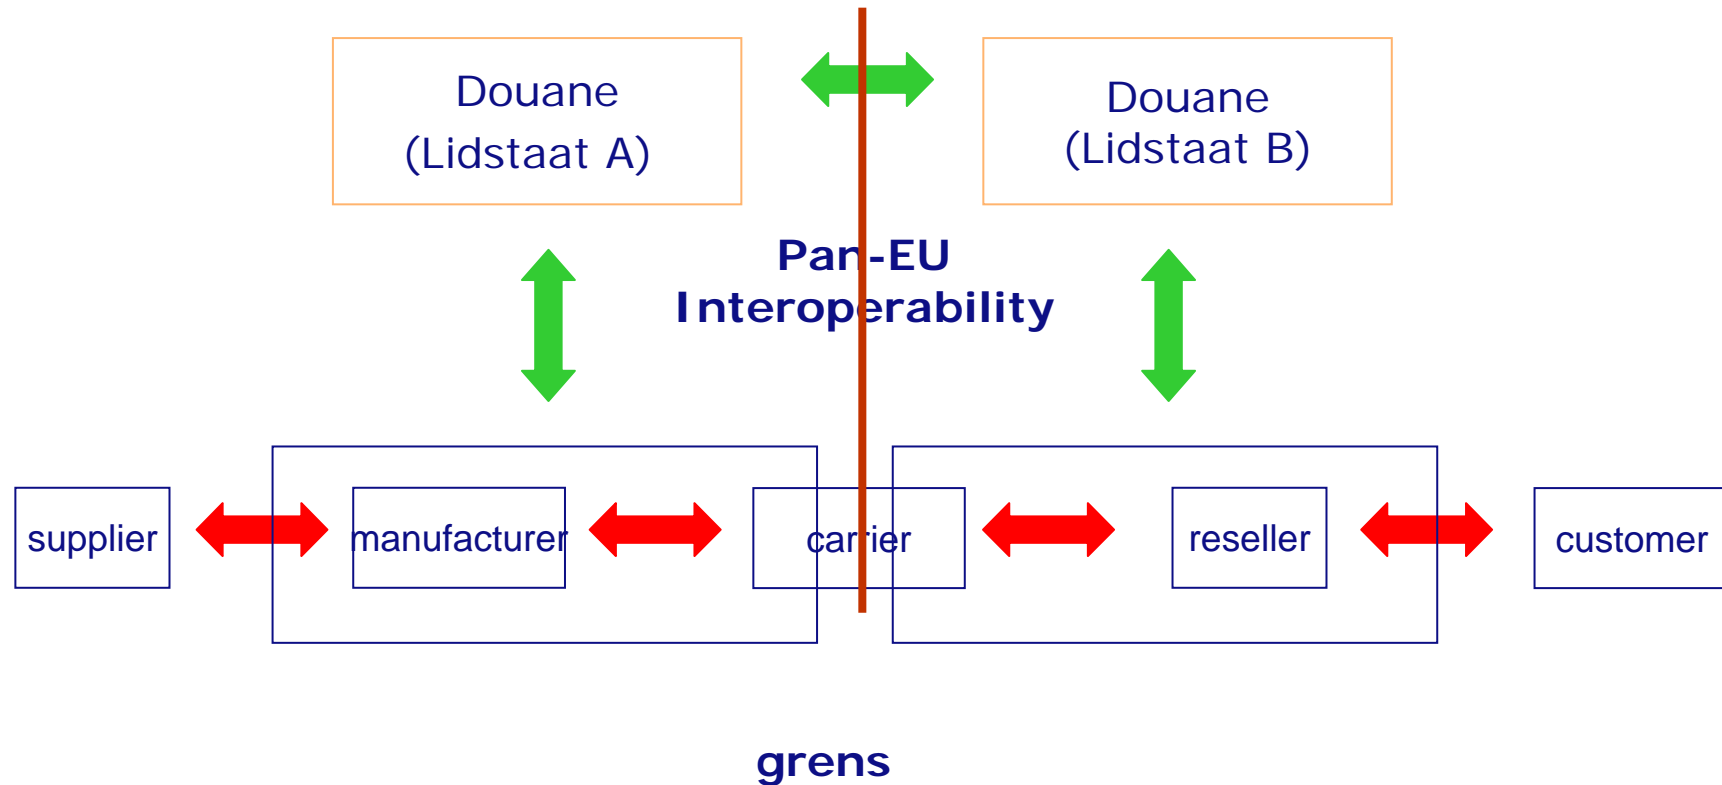 Douane
(Lidstaat A)
Douane
(Lidstaat B)
Pan-EU
Interoperability
supplier
manufacturer
carrier
reseller
customer
grens